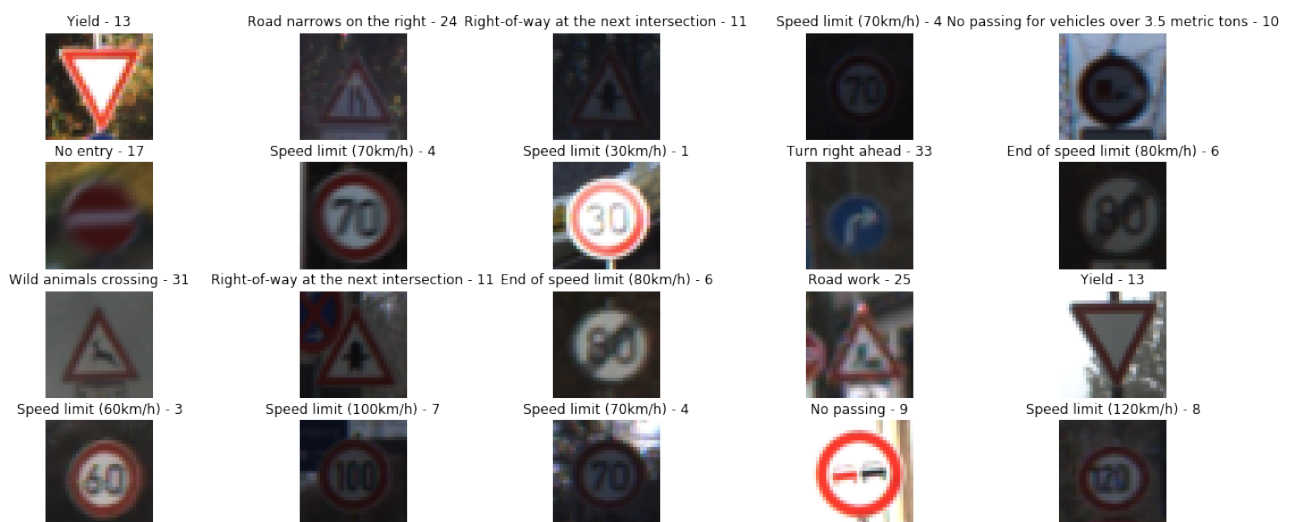 Yield - 13
Road narrows on the right - 24
Right-of-way at the next intersection - 11
Speed limit (70km/h) - 4
No passing for vehicles over 3.5 metric tons - 10
70
No entry - 17
Speed limit (70km/h) - 4
Speed limit (30km/h) - 1
Turn right ahead - 33
End of speed limit (80km/h) - 6
70
30
80
Wild animals crossing - 31
Right-of-way at the next intersection - 11
End of speed limit (80km/h) - 6
Road work - 25
Yield - 13
80
Speed limit (60km/h) - 3
Speed limit (100km/h) - 7
Speed limit (70km/h) - 4
No passing - 9
Speed limit (120km/h) - 8
60
100
70
120